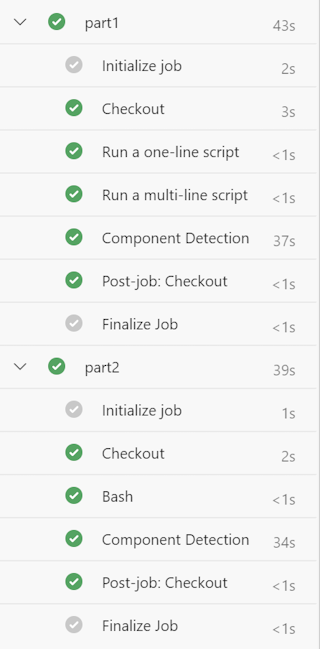 part1 43s
Initialize job 2s
Checkout 3s
Run a one-line script <1s
Run a multi-line script <1s
Component Detection 37s
Post-job: Checkout <1s
Finalize Job <1s
part2 39s
Initialize job 1s
Checkout 2s
Bash <1s
Component Detection 34s
Post-job: Checkout <1s
Finalize Job <1s